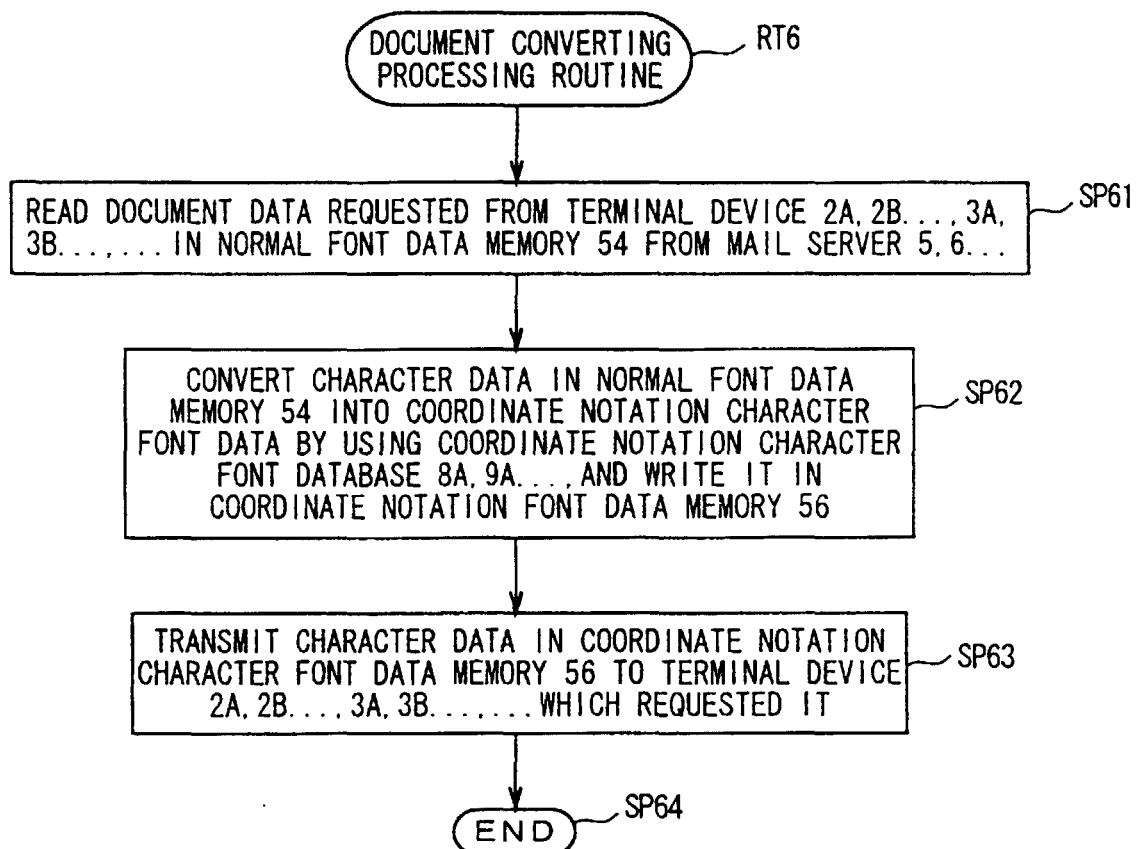 DOCUMENT CONVERTING
PROCESSING ROUTINE
RT6
READ DOCUMENT DATA REQUESTED FROM TERMINAL DEVICE 2A, 2B..., 3A,
3B...,... IN NORMAL FONT DATA MEMORY 54 FROM MAIL SERVER 5, 6...
SP61
CONVERT CHARACTER DATA IN NORMAL FONT DATA
MEMORY 54 INTO COORDINATE NOTATION CHARACTER
FONT DATA BY USING COORDINATE NOTATION CHARACTER
FONT DATABASE 8A, 9A..., AND WRITE IT IN
COORDINATE NOTATION FONT DATA MEMORY 56
SP62
TRANSMIT CHARACTER DATA IN COORDINATE NOTATION
CHARACTER FONT DATA MEMORY 56 TO TERMINAL DEVICE
2A, 2B..., 3A, 3B...,... WHICH REQUESTED IT
SP63
END
SP64